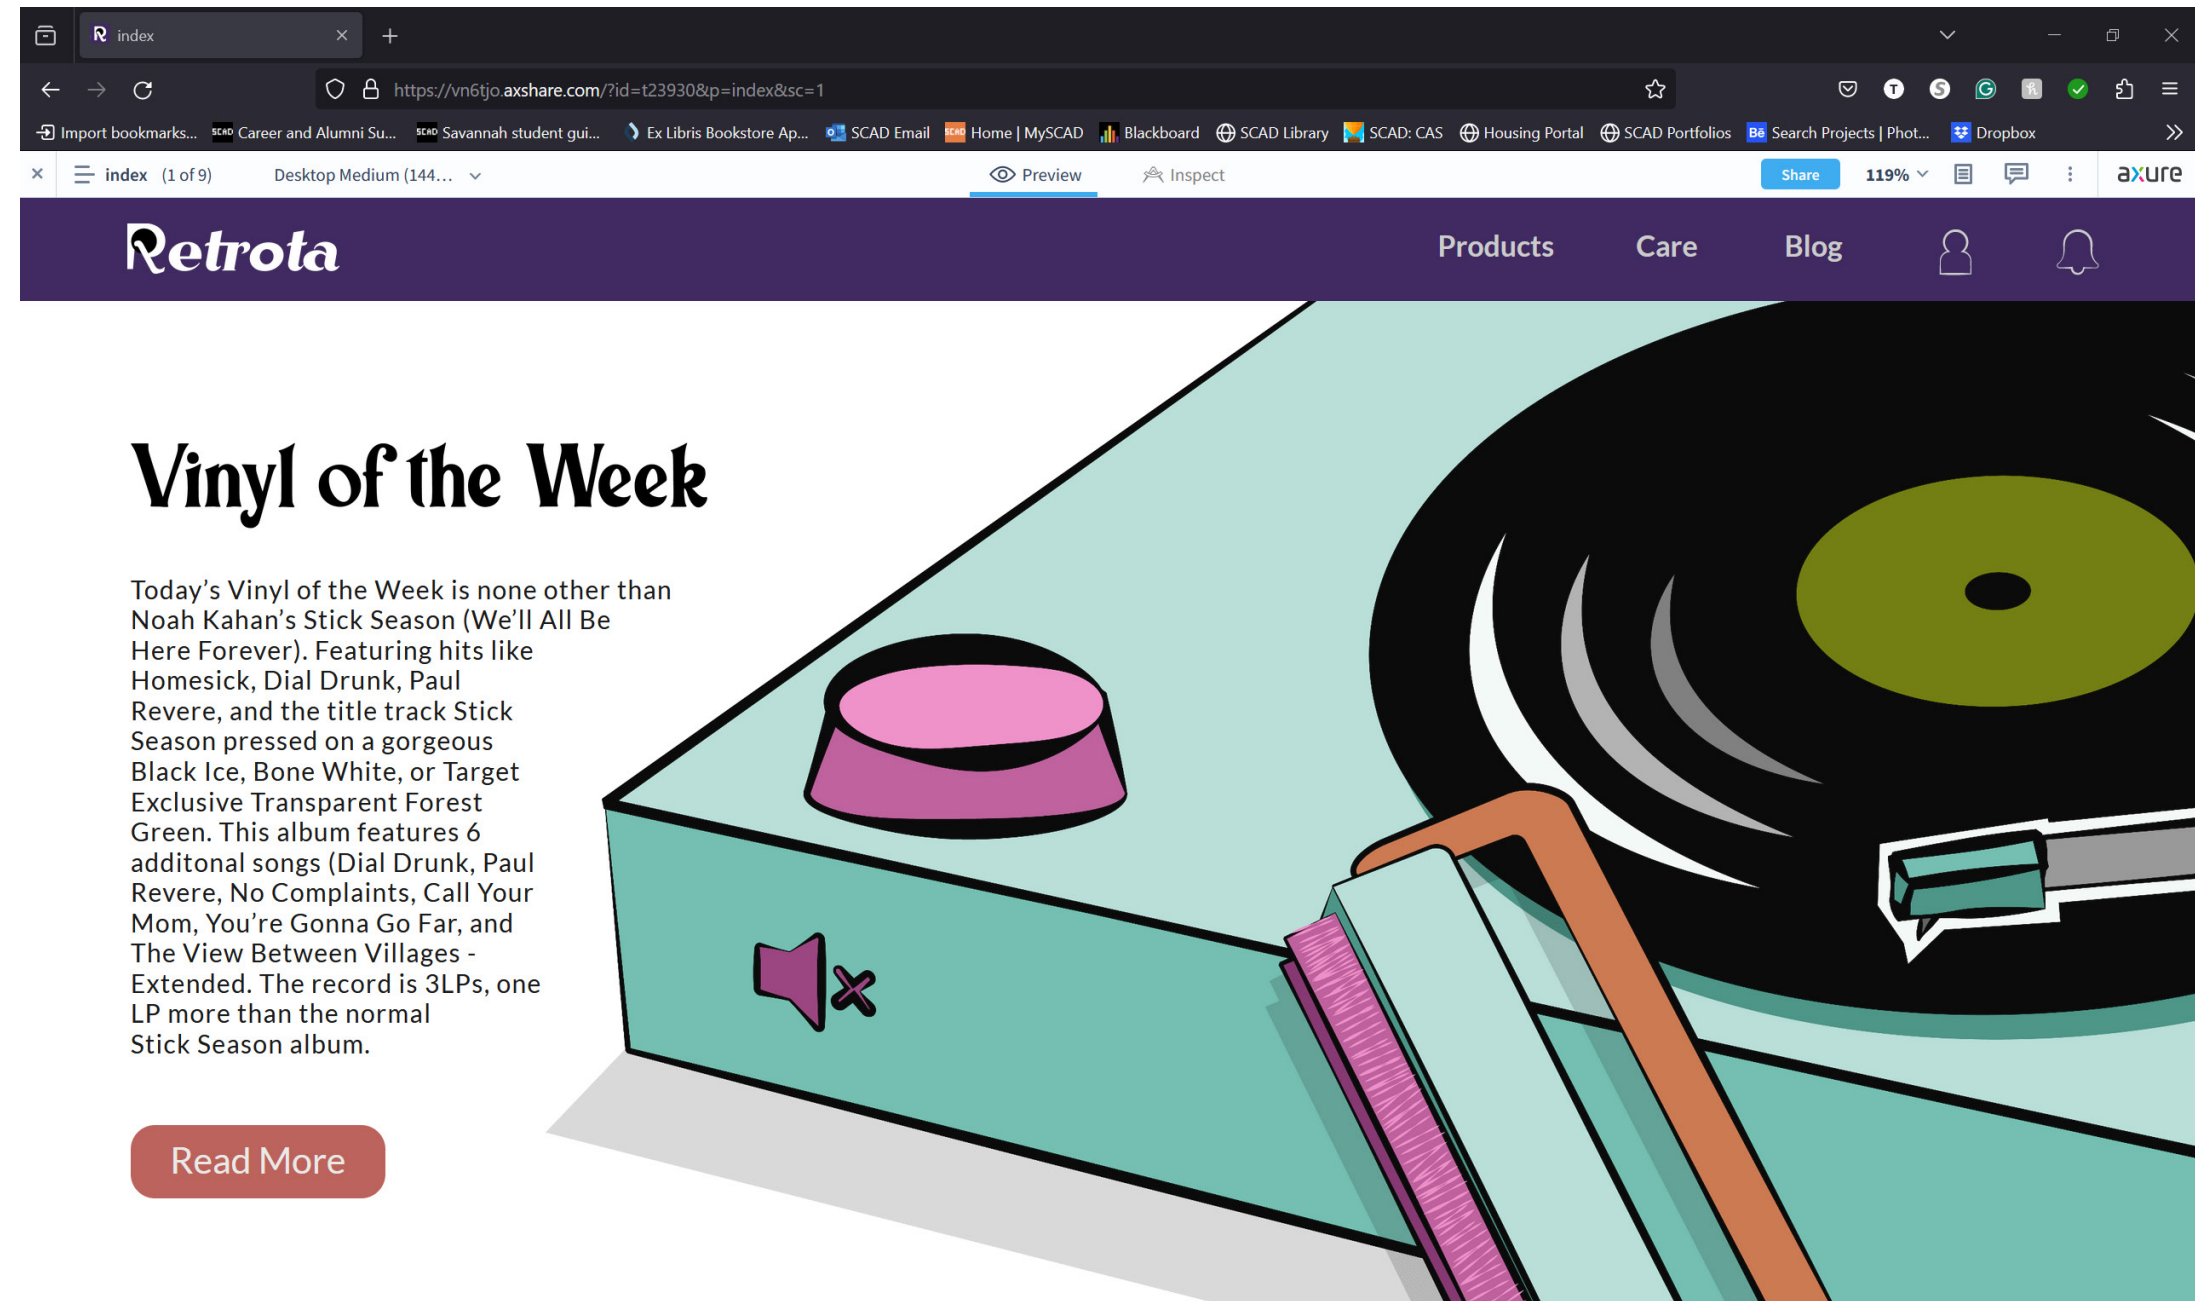 index
https://vn6tjo.axshare.com/?id=t23930&p=index&sc=1
Import bookmarks... SCAD Career and Alumni Su... SCAD Savannah student gui... Ex Libris Bookstore Ap... SCAD Email SCAD Home | MySCAD Blackboard SCAD Library SCAD: CAS Housing Portal SCAD Portfolios Bē Search Projects | Phot... Dropbox
index (1 of 9) Desktop Medium (144... Preview Inspect Share 119% axure
Retrota Products Care Blog
Vinyl of the Week
Today’s Vinyl of the Week is none other than
Noah Kahan’s Stick Season (We’ll All Be
Here Forever). Featuring hits like
Homesick, Dial Drunk, Paul
Revere, and the title track Stick
Season pressed on a gorgeous
Black Ice, Bone White, or Target
Exclusive Transparent Forest
Green. This album features 6
additonal songs (Dial Drunk, Paul
Revere, No Complaints, Call Your
Mom, You’re Gonna Go Far, and
The View Between Villages -
Extended. The record is 3LPs, one
LP more than the normal
Stick Season album.
Read More